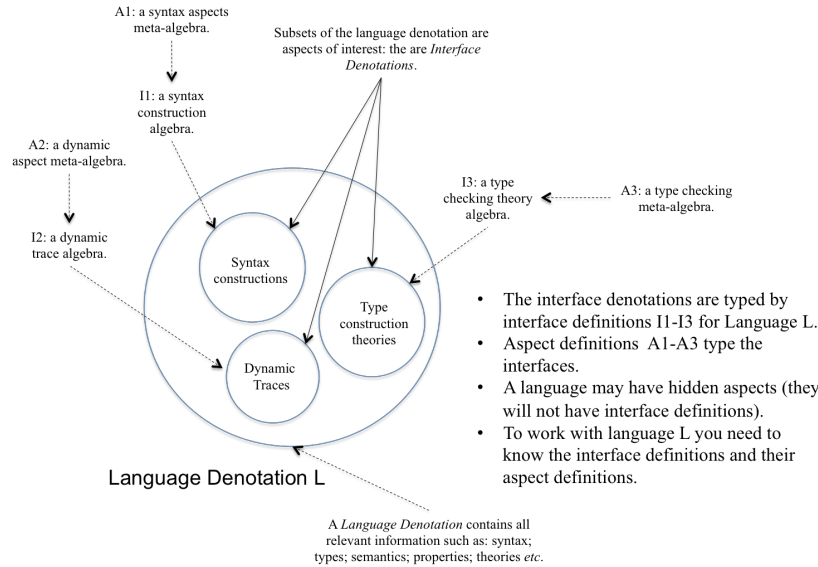 A1: a syntax aspects
meta-algebra.
Subsets of the language denotation are
aspects of interest: the are Interface
Denotations.
I1: a syntax
construction
algebra.
A2: a dynamic
aspect meta-algebra.
I3: a type
checking theory
algebra.
A3: a type checking
meta-algebra.
I2: a dynamic
trace algebra.
Syntax
constructions
Type
construction
theories
Dynamic
Traces
• The interface denotations are typed by
interface definitions I1-I3 for Language L.
• Aspect definitions A1-A3 type the
interfaces.
• A language may have hidden aspects (they
will not have interface definitions).
• To work with language L you need to
know the interface definitions and their
aspect definitions.
Language Denotation L
A Language Denotation contains all
relevant information such as: syntax;
types; semantics; properties; theories etc.